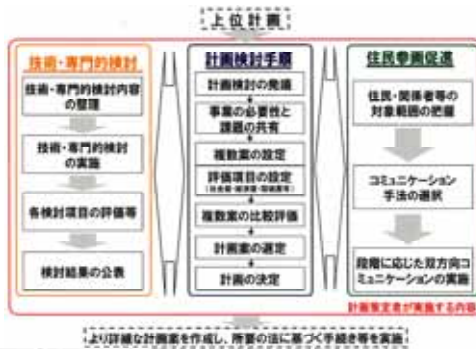 上位計画
技術・専門的検討
技術・専門的検討内容
の整理
技術・専門的検討
の実施
各検討項目の評価等
検討結果の公表
計画検討手順
計画検討の発議
事業の必要性と
課題の共有
複数案の設定
評価項目の設定
(社会面・経済面・環境面等)
複数案の比較評価
計画案の選定
計画の決定
住民参画促進
住民・関係者等の
対象範囲の把握
コミュニケーション
手法の選択
段階に応じた双方向コ
ミュニケーションの実施
計画策定者が実施する内容
より詳細な計画案を作成し、所要の法に基づく手続き等を実施